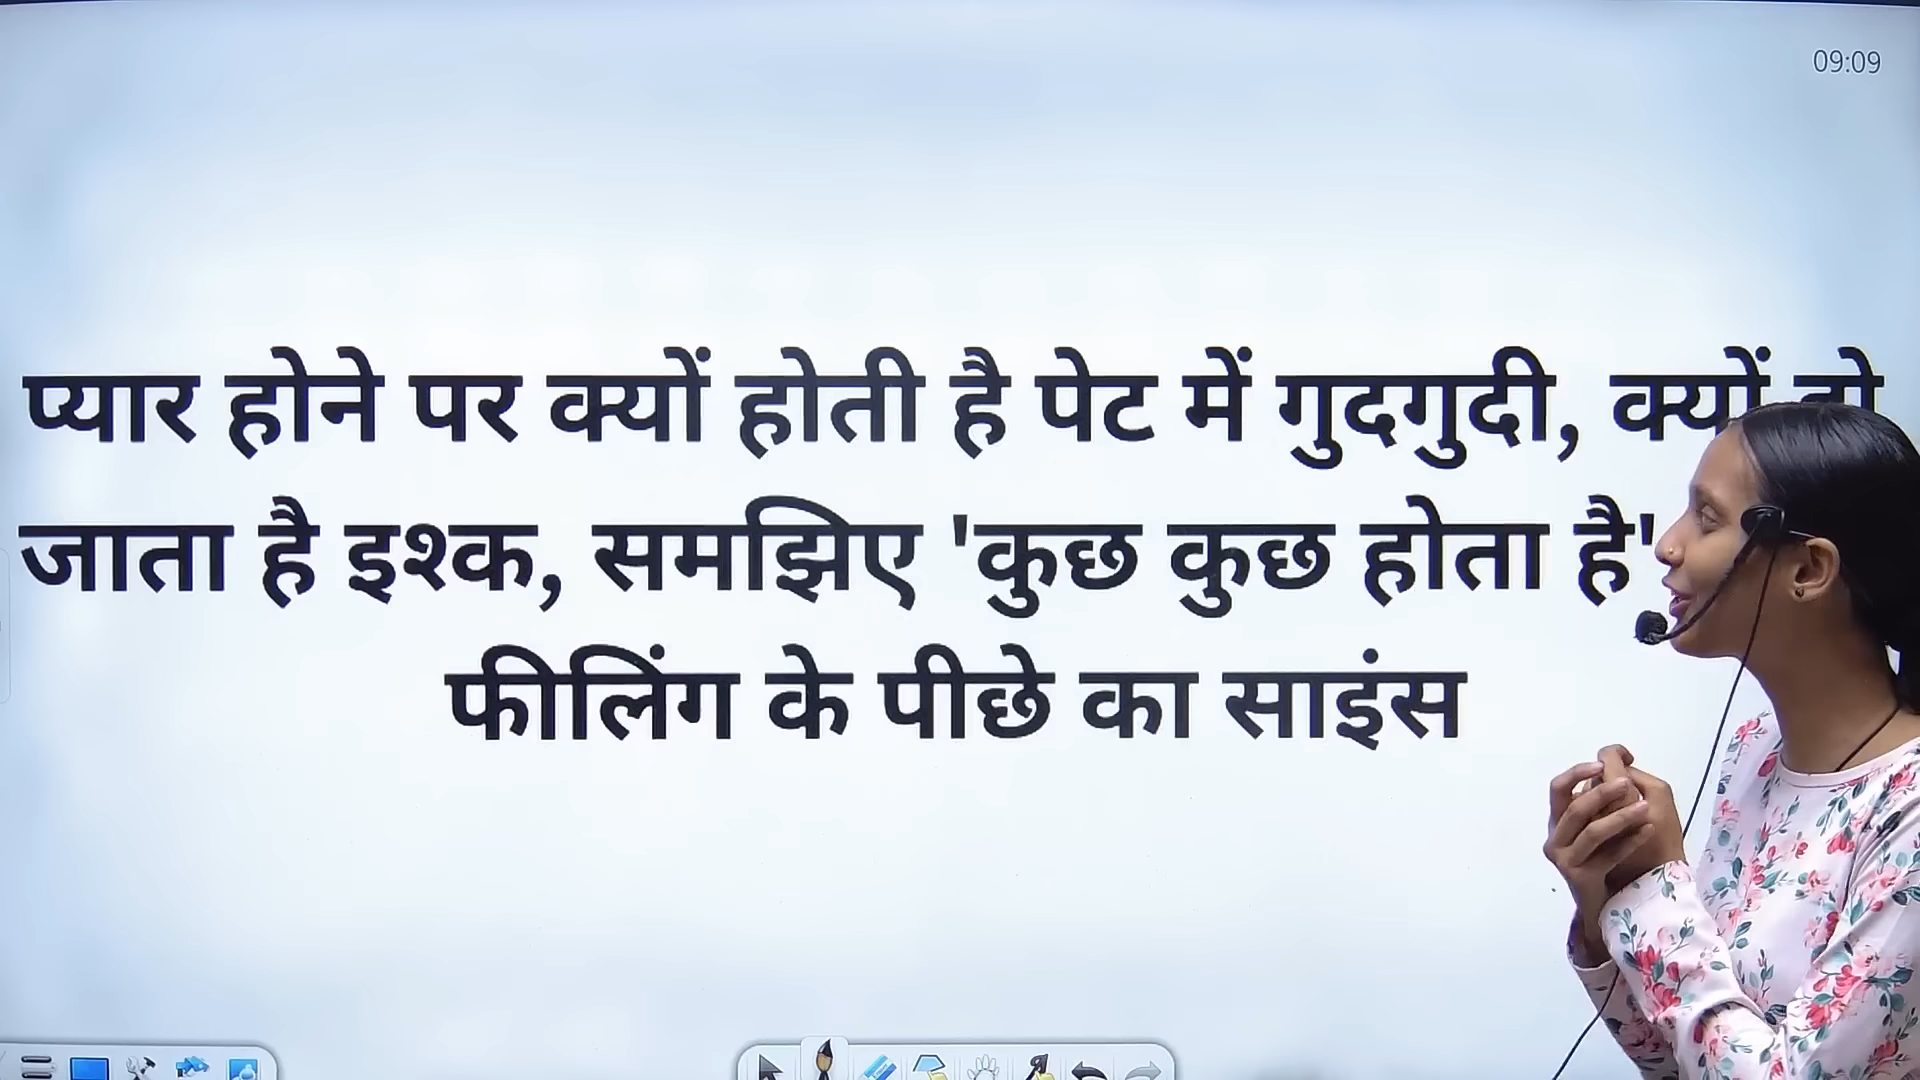 09:09
प्यार होने पर क्यों होती है पेट में गुदगुदी, क्यों हो
जाता है इश्क, समझिए 'कुछ कुछ होता है'
फीलिंग के पीछे का साइंस